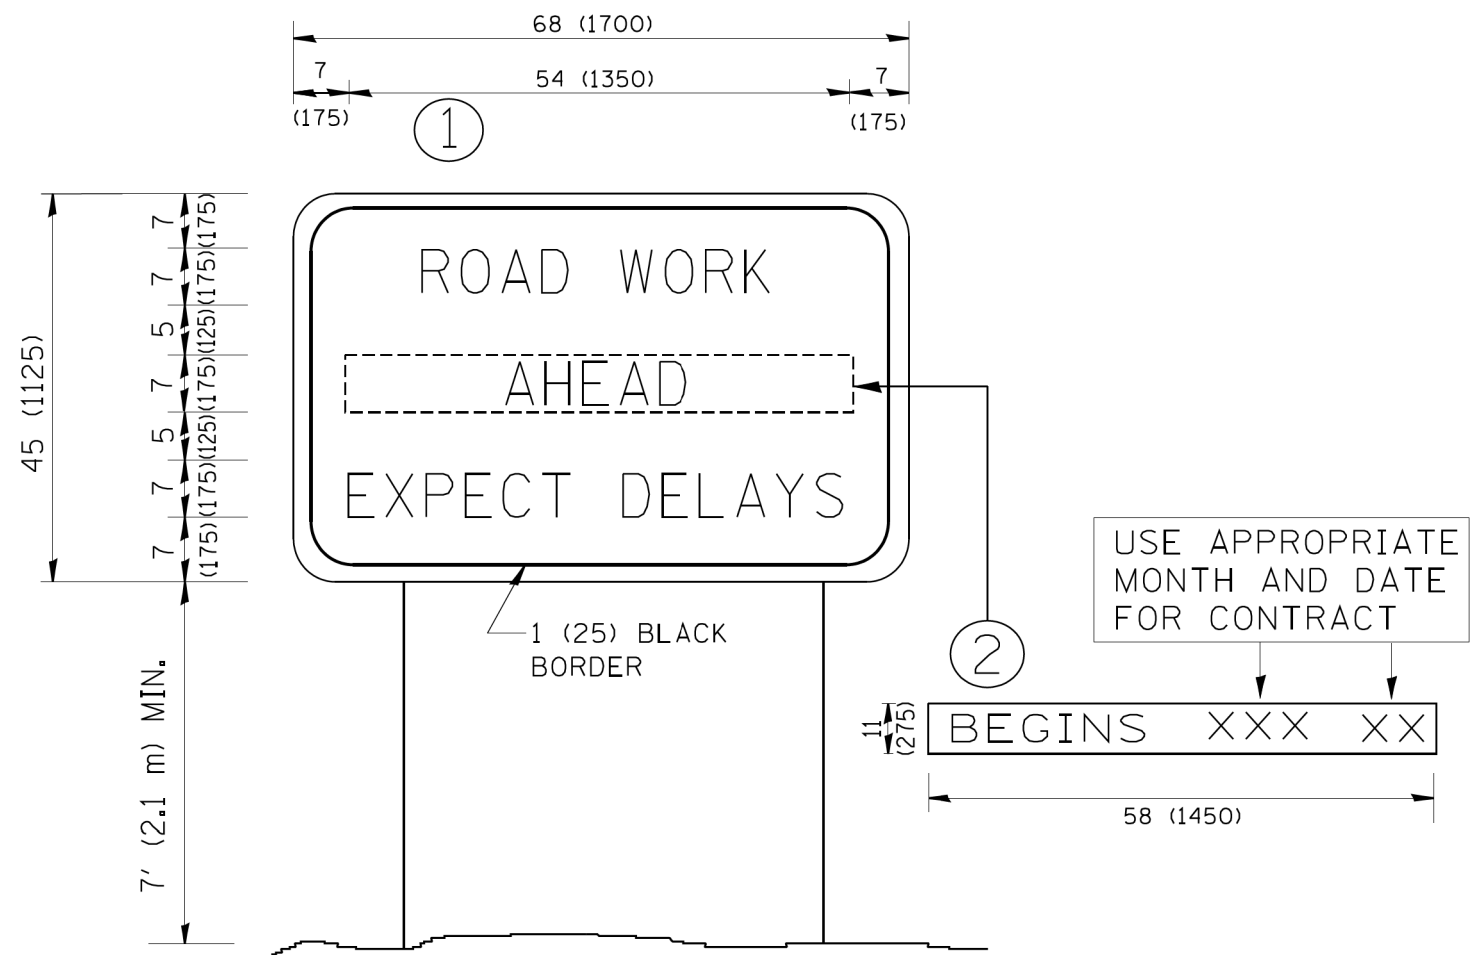 68 (1700)
7
54 (1350)
7
(175)
(175)
1
45 (1125)
7
(175)
7
(175)
5
(125)
7
(175)
5
(125)
7
(175)
7
(175)
ROAD WORK
AHEAD
EXPECT DELAYS
1 (25) BLACK
BORDER
7' (2.1 m) MIN.
2
USE APPROPRIATE
MONTH AND DATE
FOR CONTRACT
11
(275)
BEGINS XXX XX
58 (1450)